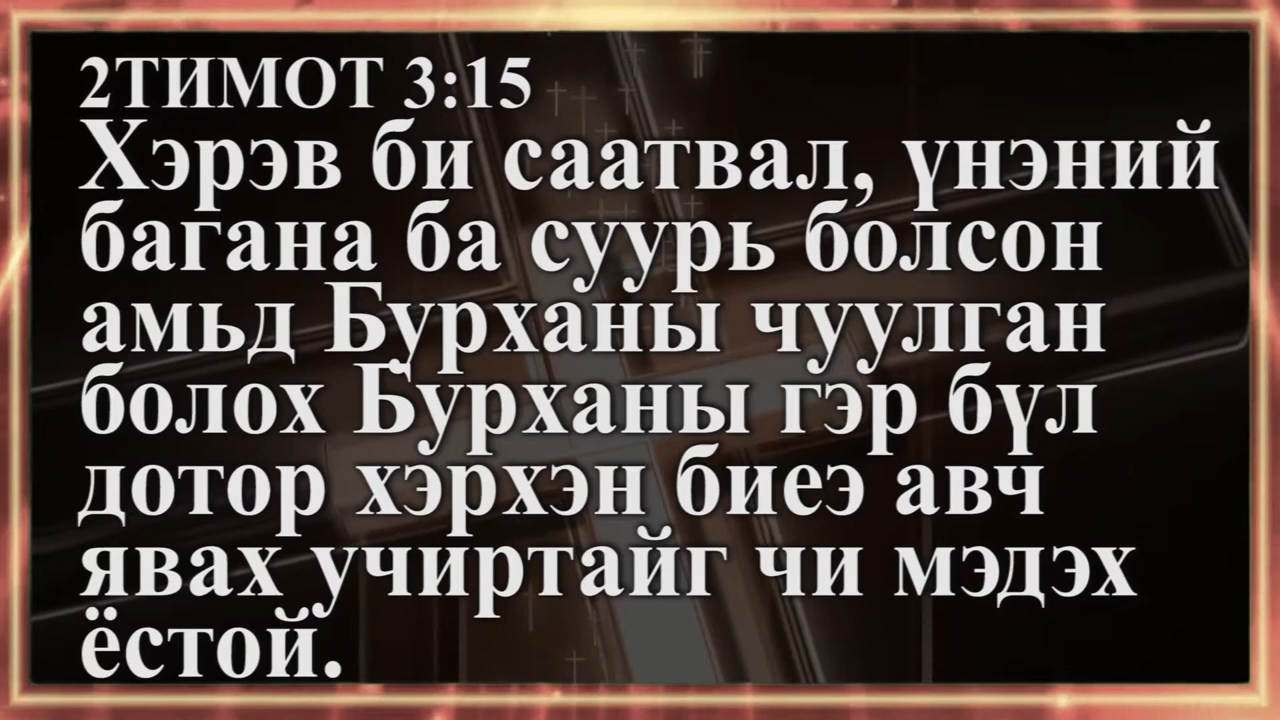 2ТИМОТ 3:15
Хэрэв би саатвал, үнэний
багана ба суурь болсон
амьд Бурханы чуулган
болох Бурханы гэр бүл
дотор хэрхэн биеэ авч
явах учиртайг чи мэдэх
ёстой.